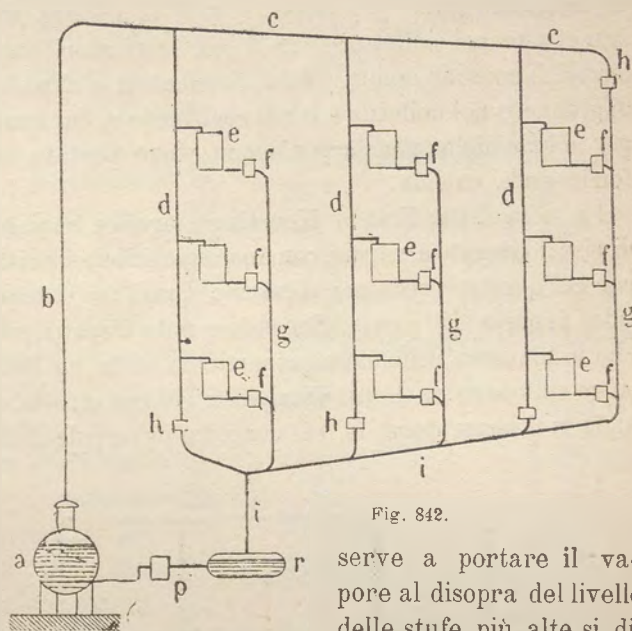 c c
h
e f e f e f
d d d
e f e f f
b g g g
e f f e f
h h
i
i
Fig. 842.
a p r
serve a portare il va-
pore al disopra del livello
delle stufe più alte si di